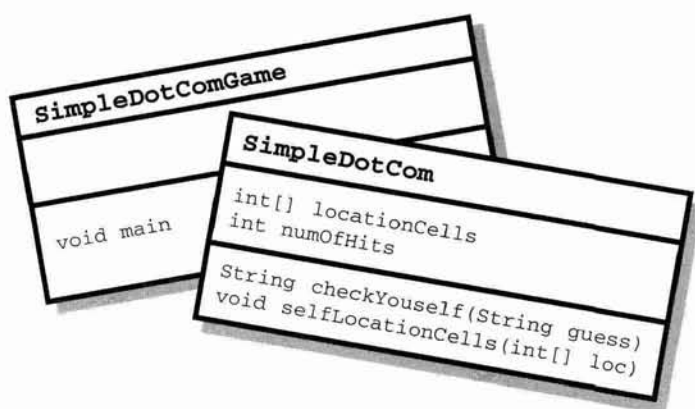 SimpleDotComGame
void main
SimpleDotCom
int[] locationCells
int numOfHits
String checkYouself(String guess)
void selfLocationCells(int[] loc)